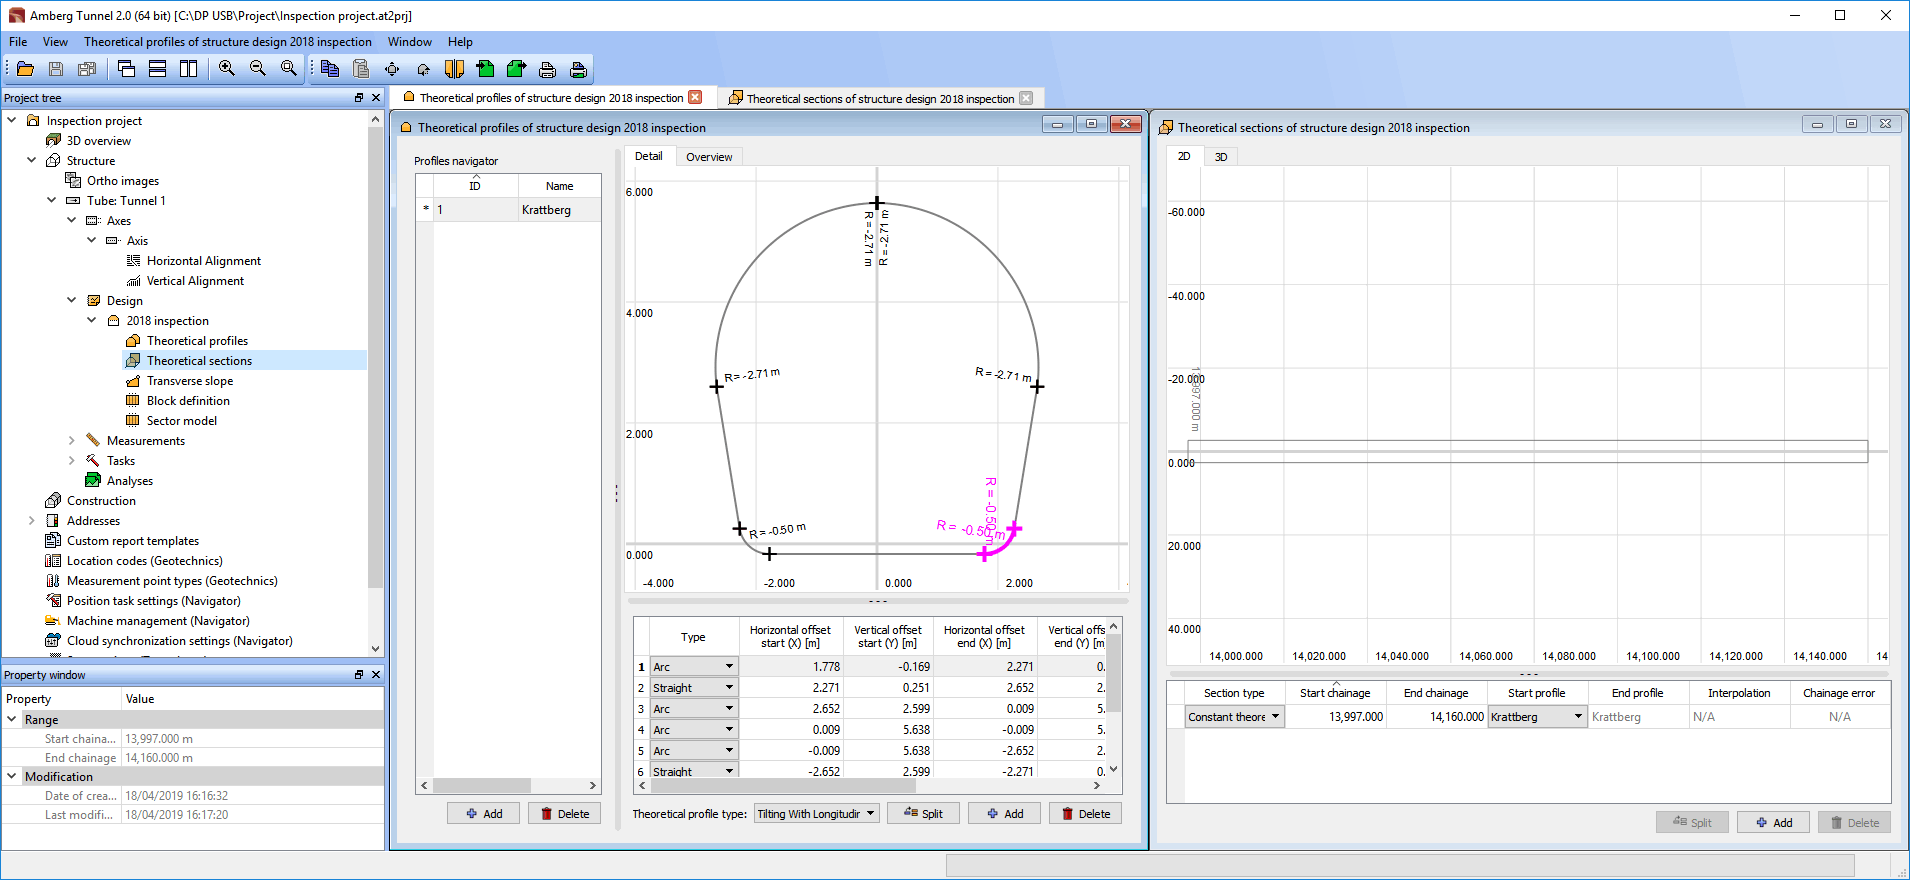 Amberg Tunnel 2.0 (64 bit) [C:\DP USB\Project\Inspection project.at2prj]
File View Theoretical profiles of structure design 2018 inspection Window Help
Project tree
Inspection project
3D overview
Structure
Ortho images
Tube: Tunnel 1
Axes
Axis
Horizontal Alignment
Vertical Alignment
Design
2018 inspection
Theoretical profiles
Theoretical sections
Transverse slope
Block definition
Sector model
Measurements
Tasks
Analyses
Construction
Addresses
Custom report templates
Location codes (Geotechnics)
Measurement point types (Geotechnics)
Position task settings (Navigator)
Machine management (Navigator)
Cloud synchronization settings (Navigator)
Property window
Property Value
Range
Start chaina... 13,997.000 m
End chainage 14,160.000 m
Modification
Date of crea... 18/04/2019 16:16:32
Last modifi... 18/04/2019 16:17:20
Theoretical profiles of structure design 2018 inspection
Theoretical sections of structure design 2018 inspection
Theoretical profiles of structure design 2018 inspection
Profiles navigator
ID Name
* 1 Krattberg
Add Delete
Detail Overview
6.000
4.000
2.000
0.000
-4.000 -2.000 0.000 2.000
R = -2.71 m
R = -2.71 m
R = -2.71 m
R = -2.71 m
R = -0.50 m
R = -0.50 m
R = -0.50 m
Type Horizontal offset start (X) [m] Vertical offset start (Y) [m] Horizontal offset end (X) [m] Vertical offs end (Y) [m
1 Arc 1.778 -0.169 2.271 0.
2 Straight 2.271 0.251 2.652 2.
3 Arc 2.652 2.599 0.009 5.
4 Arc 0.009 5.638 -0.009 5.
5 Arc -0.009 5.638 -2.652 2.
6 Straight -2.652 2.599 -2.271 0.
Theoretical profile type: Tilting With Longitudir Split Add Delete
Theoretical sections of structure design 2018 inspection
2D 3D
-60.000
-40.000
-20.000
0.000
20.000
40.000
13,997.000 m
14,000.000 14,020.000 14,040.000 14,060.000 14,080.000 14,100.000 14,120.000 14,140.000 14
Section type Start chainage End chainage Start profile End profile Interpolation Chainage error
Constant theore 13,997.000 14,160.000 Krattberg Krattberg N/A N/A
Split Add Delete